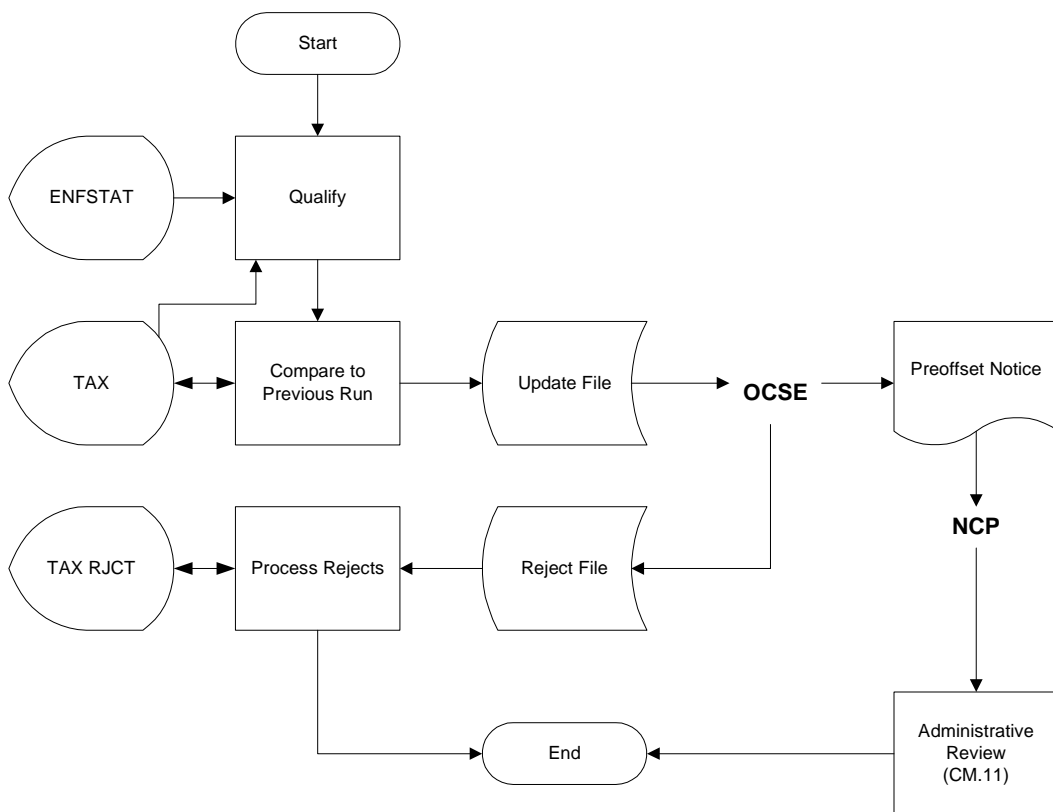 Start
ENFSTAT
Qualify
TAX
Compare to
Previous Run
Update File
OCSE
Preoffset Notice
NCP
TAX RJCT
Process Rejects
Reject File
End
Administrative
Review
(CM.11)